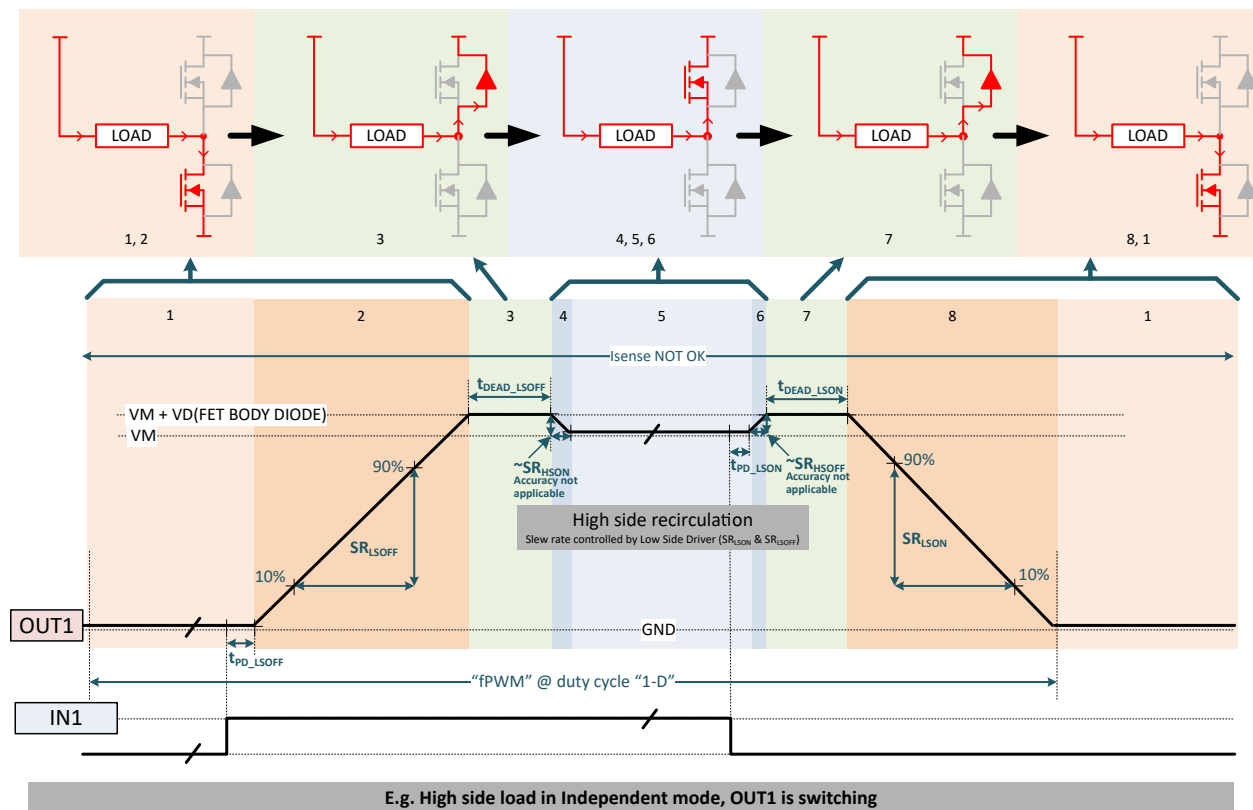 LOAD
LOAD
LOAD
LOAD
LOAD
1, 2
3
4, 5, 6
7
8, 1
1
2
3
4
5
6
7
8
1
Isense NOT OK
tDEAD_LSOFF
tDEAD_LSON
VM + VD(FET BODY DIODE)
VM
~SRHSON
Accuracy not
applicable
tPD_LSON
~SRHSOFF
Accuracy not
applicable
90%
90%
High side recirculation
Slew rate controlled by Low Side Driver (SRLSON & SRLSOFF)
SRLSOFF
SRLSON
10%
10%
OUT1
GND
tPD_LSOFF
“fPWM” @ duty cycle “1-D”
IN1
E.g. High side load in Independent mode, OUT1 is switching